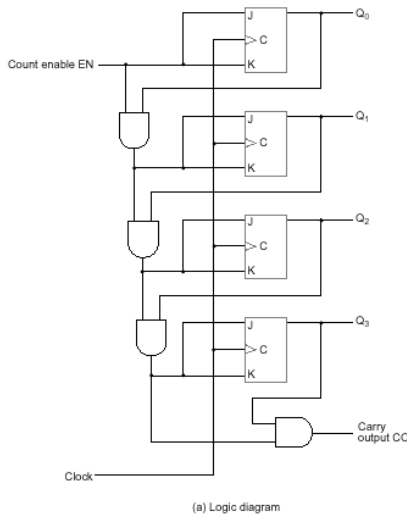 J
Q0
C
Count enable EN
K
J
Q1
C
K
J
Q2
C
K
J
Q3
C
K
Carry
output CO
Clock
(a) Logic diagram